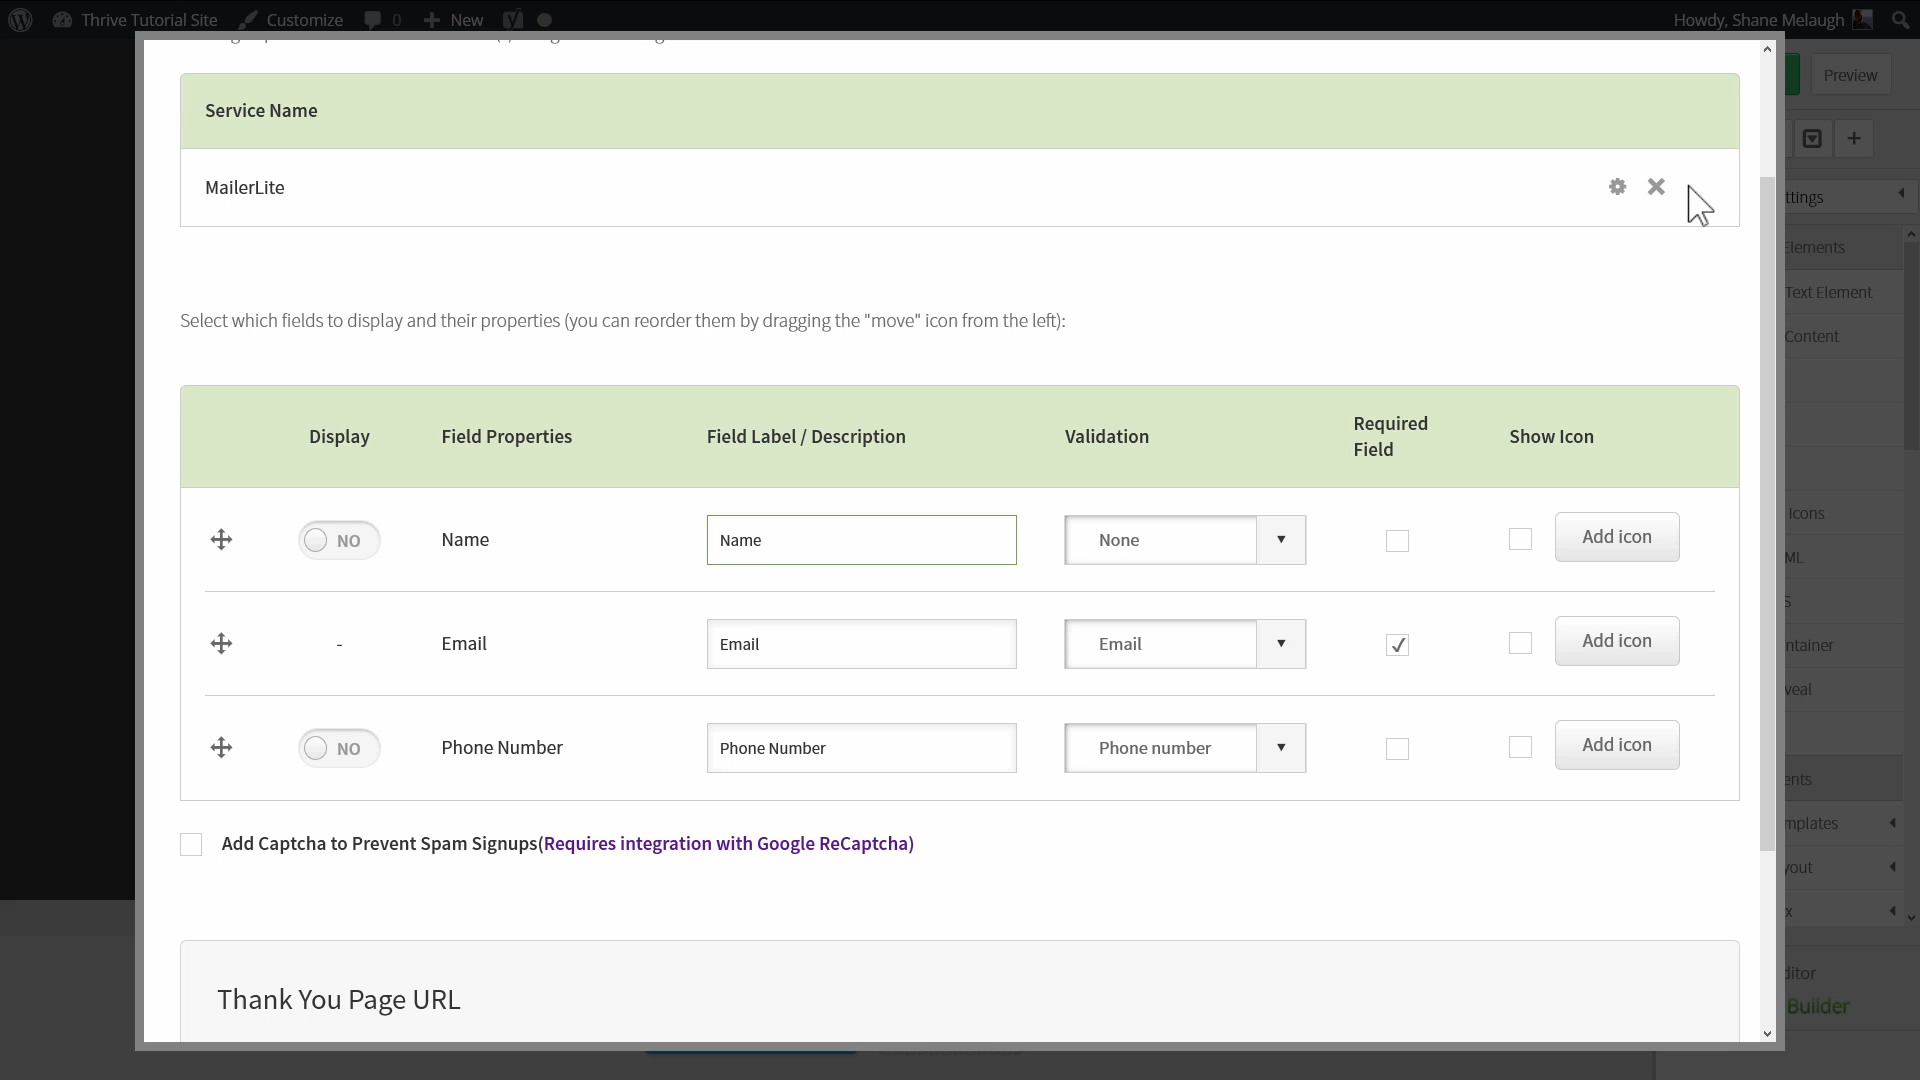 Thrive Tutorial Site
Customize
0
New
Howdy, Shane Melaugh
Preview
Service Name
MailerLite
Select which fields to display and their properties (you can reorder them by dragging the "move" icon from the left):
Display
Field Properties
Field Label / Description
Validation
Required
Field
Show Icon
NO
Name
Name
None
Add icon
-
Email
Email
Email
Add icon
NO
Phone Number
Phone Number
Phone number
Add icon
Add Captcha to Prevent Spam Signups(Requires integration with Google ReCaptcha)
Thank You Page URL
ttings
Elements
Text Element
Content
Icons
ML
S
ntainer
veal
ents
mplates
yout
x
ditor
Builder